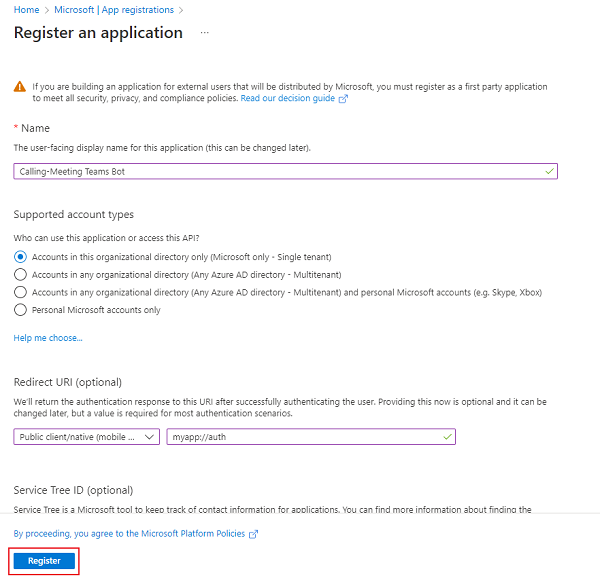 Home > Microsoft | App registrations >
Register an application ...
If you are building an application for external users that will be distributed by Microsoft, you must register as a first party application
to meet all security, privacy, and compliance policies. Read our decision guide
* Name
The user-facing display name for this application (this can be changed later).
Calling-Meeting Teams Bot
Supported account types
Who can use this application or access this API?
Accounts in this organizational directory only (Microsoft only - Single tenant)
Accounts in any organizational directory (Any Azure AD directory - Multitenant)
Accounts in any organizational directory (Any Azure AD directory - Multitenant) and personal Microsoft accounts (e.g. Skype, Xbox)
Personal Microsoft accounts only
Help me choose...
Redirect URI (optional)
We'll return the authentication response to this URI after successfully authenticating the user. Providing this now is optional and it can be
changed later, but a value is required for most authentication scenarios.
Public client/native (mobile ... myapp://auth
Service Tree ID (optional)
Service Tree is a Microsoft tool to keep track of contact information for applications. You can find more information about finding the
By proceeding, you agree to the Microsoft Platform Policies
Register